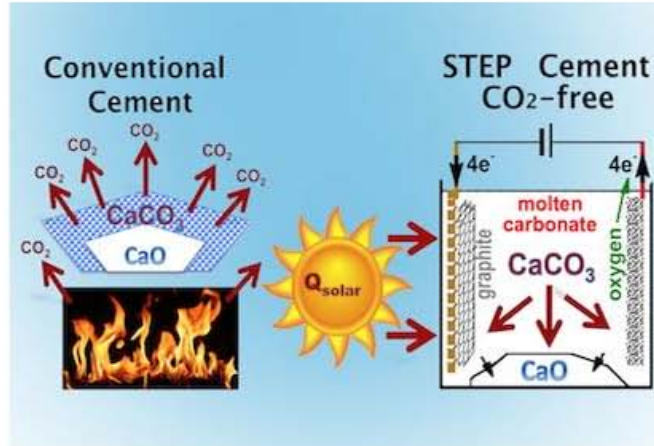 Conventional
Cement
CO₂
CO₂
CO₂
CO₂
CO₂
CaCO₃
CaO
CO₂
Qsolar
STEP Cement
CO₂-free
4e⁻
4e⁻
molten
carbonate
graphite
CaCO₃
oxygen
CaO